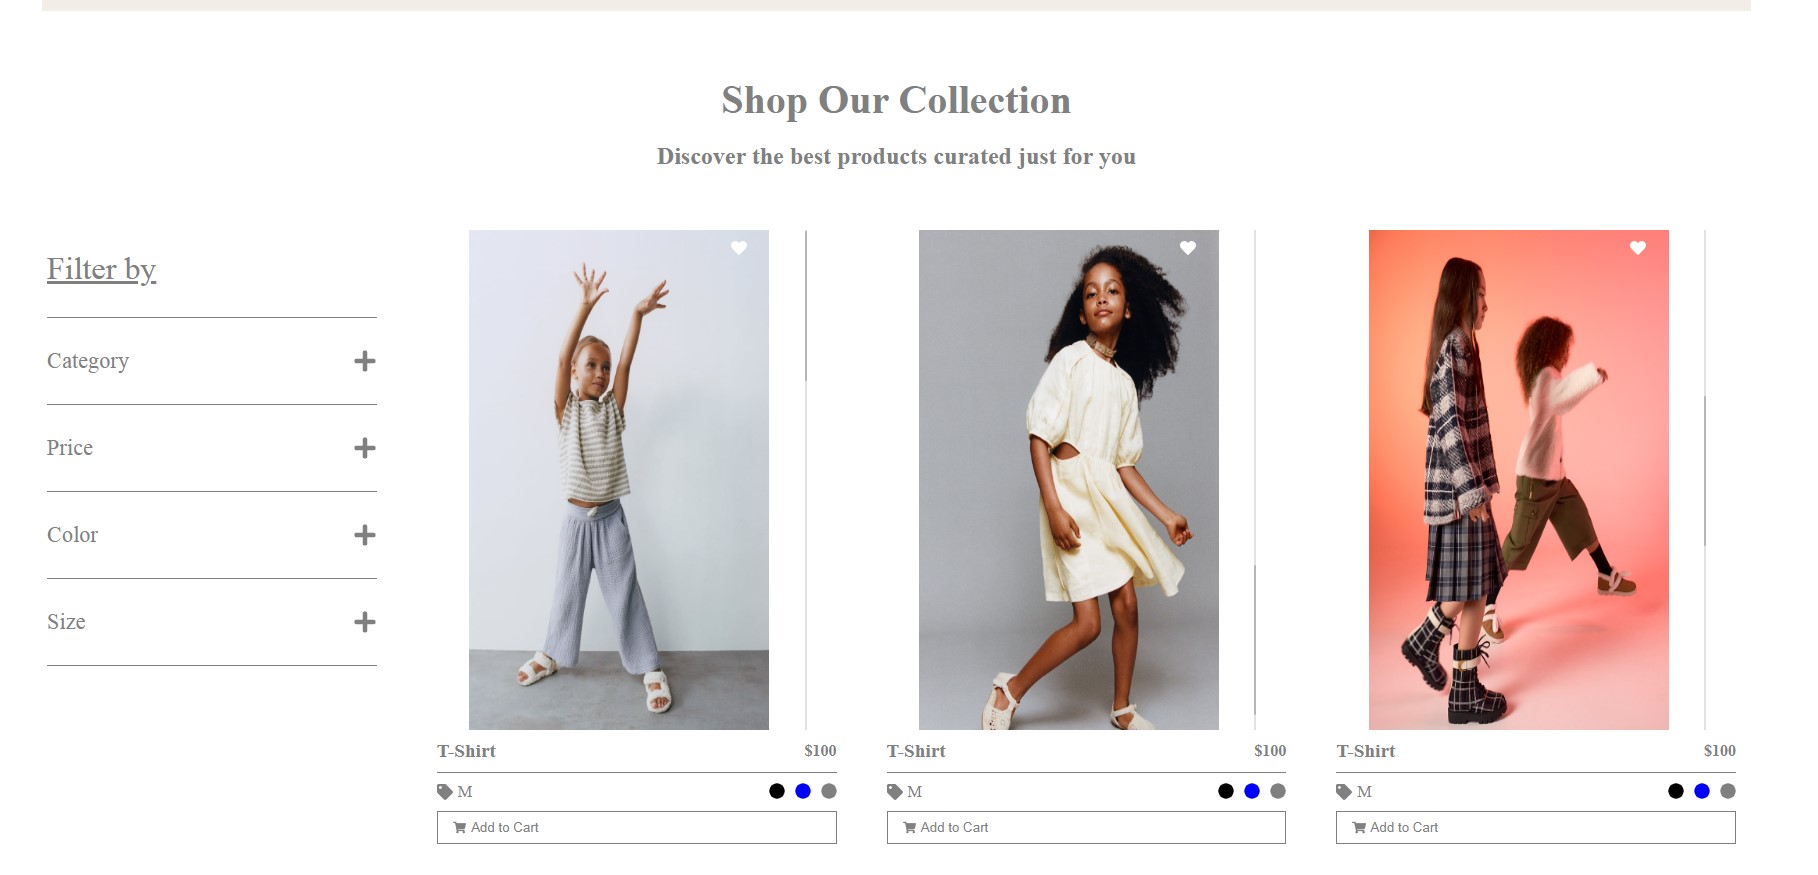 Shop Our Collection
Discover the best products curated just for you
Filter by
Category
Price
Color
Size
T-Shirt $100
M
Add to Cart
T-Shirt $100
M
Add to Cart
T-Shirt $100
M
Add to Cart